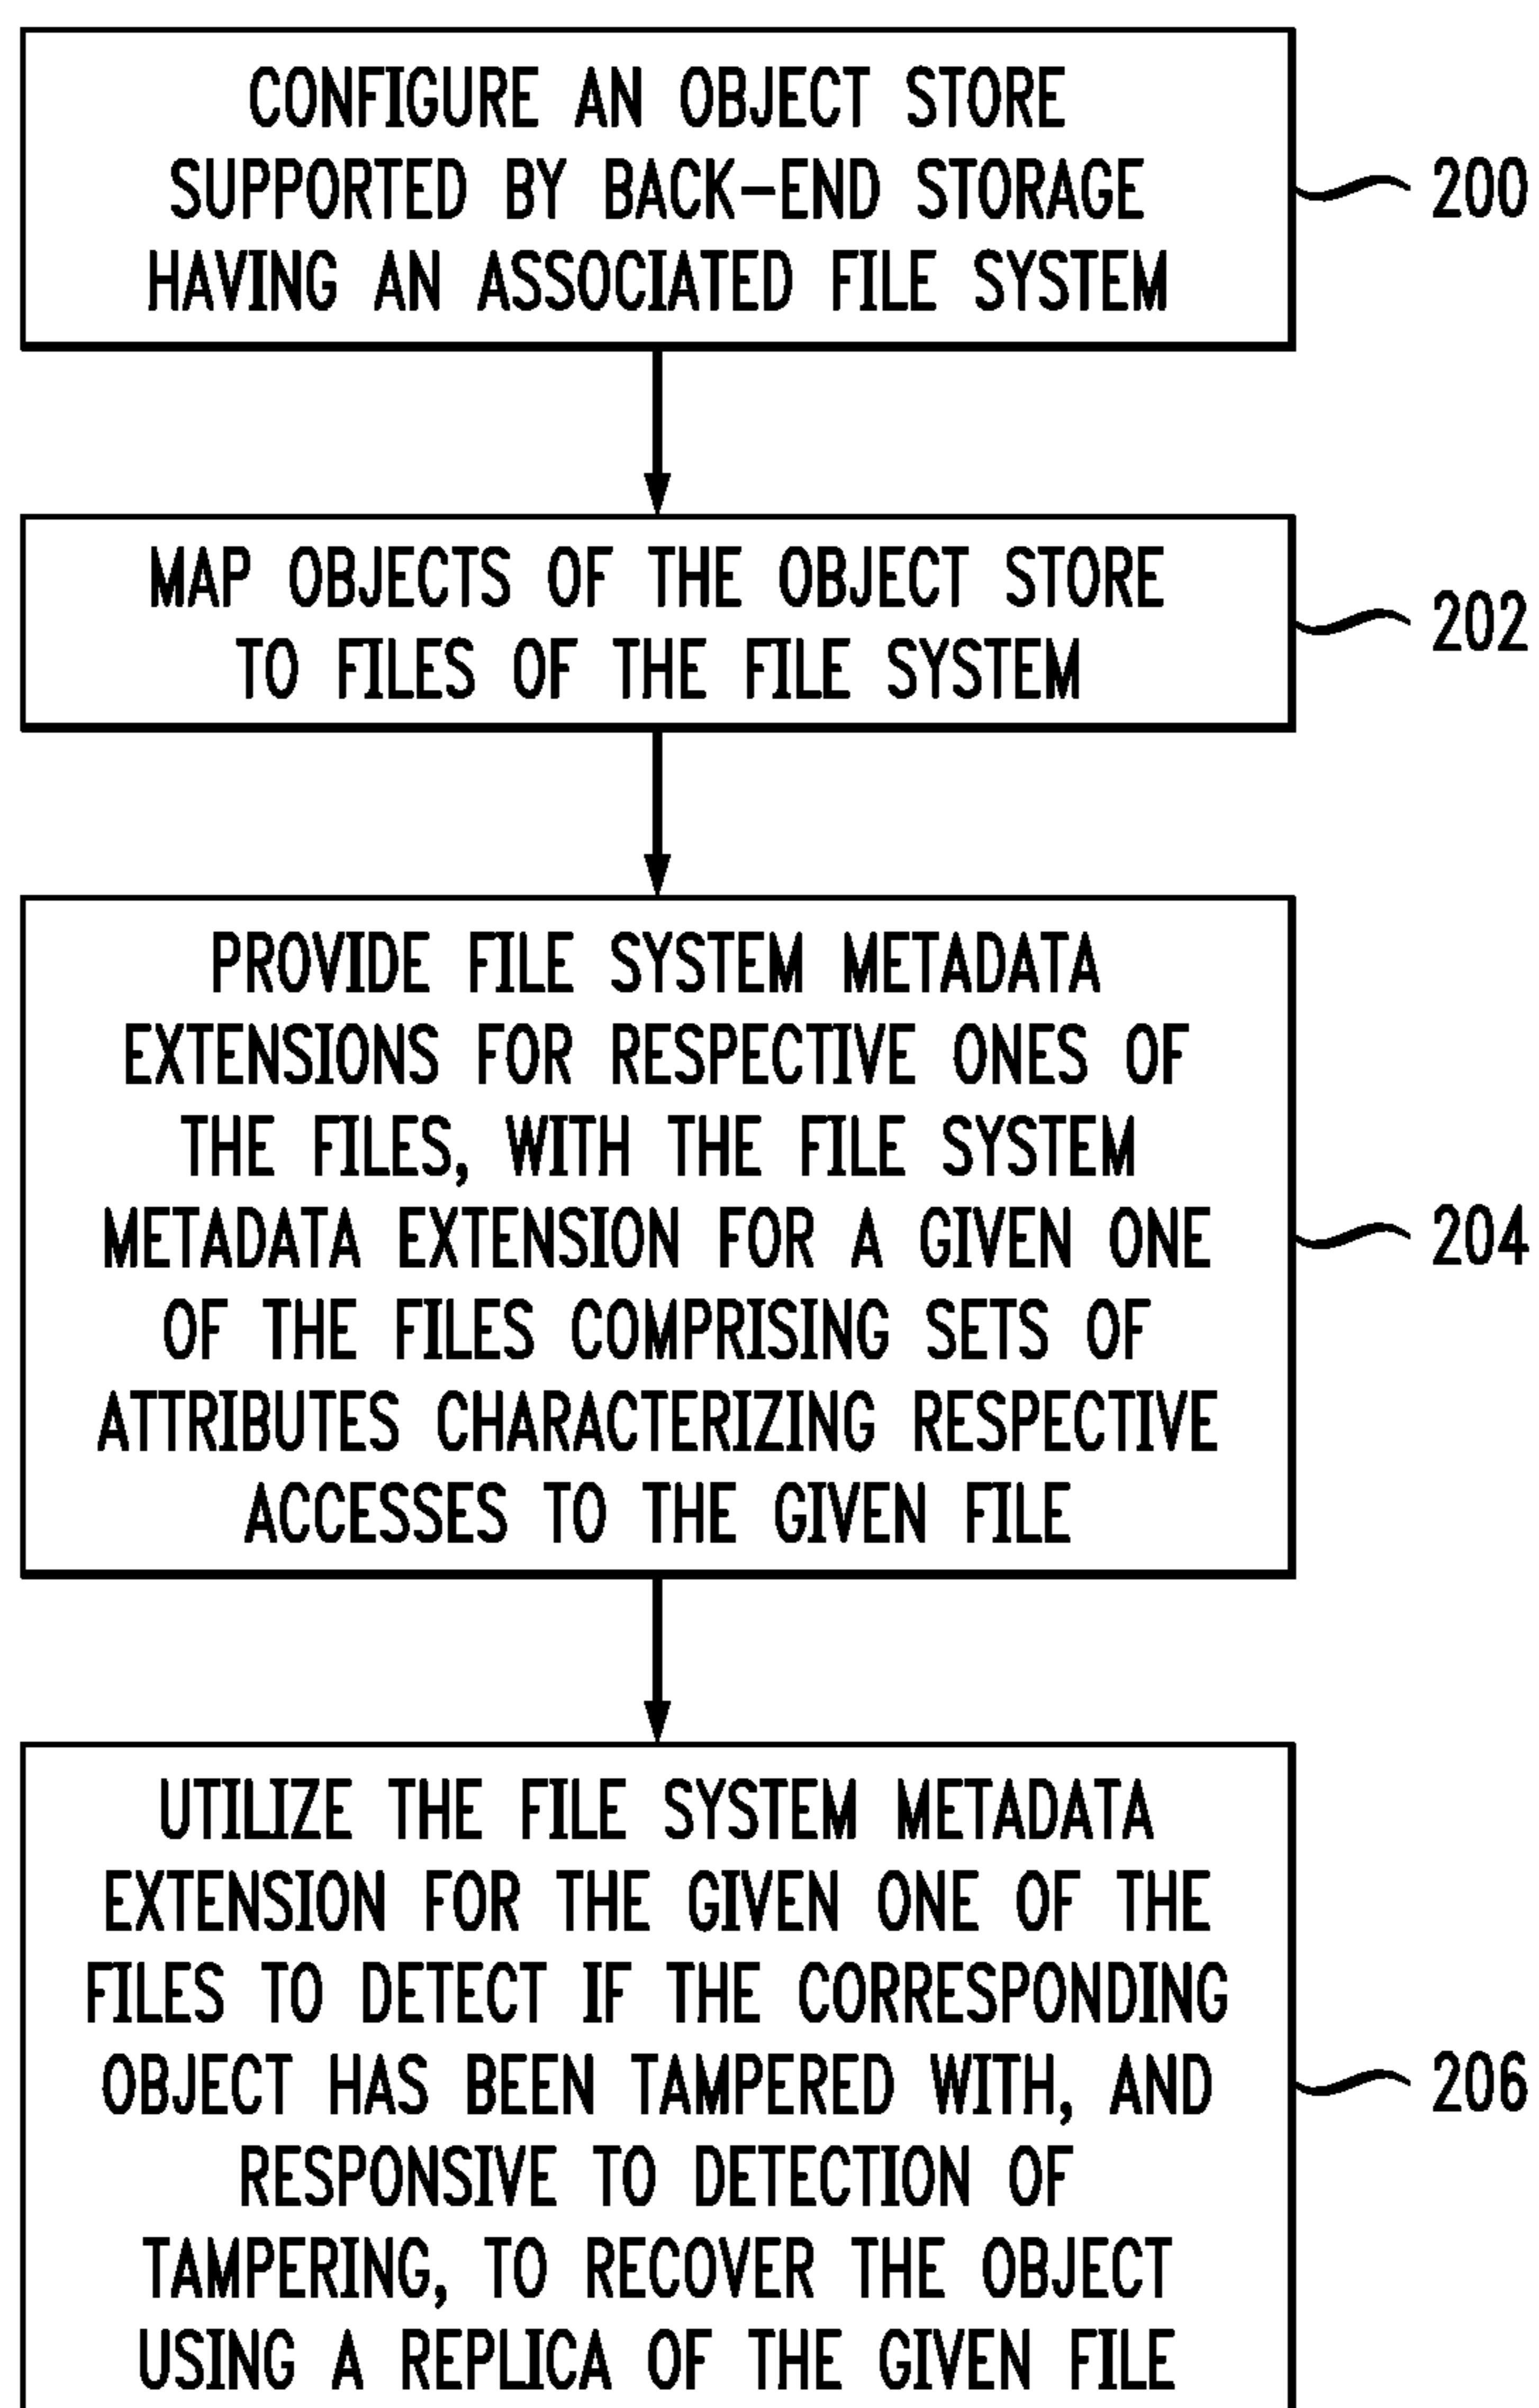 CONFIGURE AN OBJECT STORE
SUPPORTED BY BACK-END STORAGE
HAVING AN ASSOCIATED FILE SYSTEM
200
MAP OBJECTS OF THE OBJECT STORE
TO FILES OF THE FILE SYSTEM
202
PROVIDE FILE SYSTEM METADATA
EXTENSIONS FOR RESPECTIVE ONES OF
THE FILES, WITH THE FILE SYSTEM
METADATA EXTENSION FOR A GIVEN ONE
OF THE FILES COMPRISING SETS OF
ATTRIBUTES CHARACTERIZING RESPECTIVE
ACCESSES TO THE GIVEN FILE
204
UTILIZE THE FILE SYSTEM METADATA
EXTENSION FOR THE GIVEN ONE OF THE
FILES TO DETECT IF THE CORRESPONDING
OBJECT HAS BEEN TAMPERED WITH, AND
RESPONSIVE TO DETECTION OF
TAMPERING, TO RECOVER THE OBJECT
USING A REPLICA OF THE GIVEN FILE
206